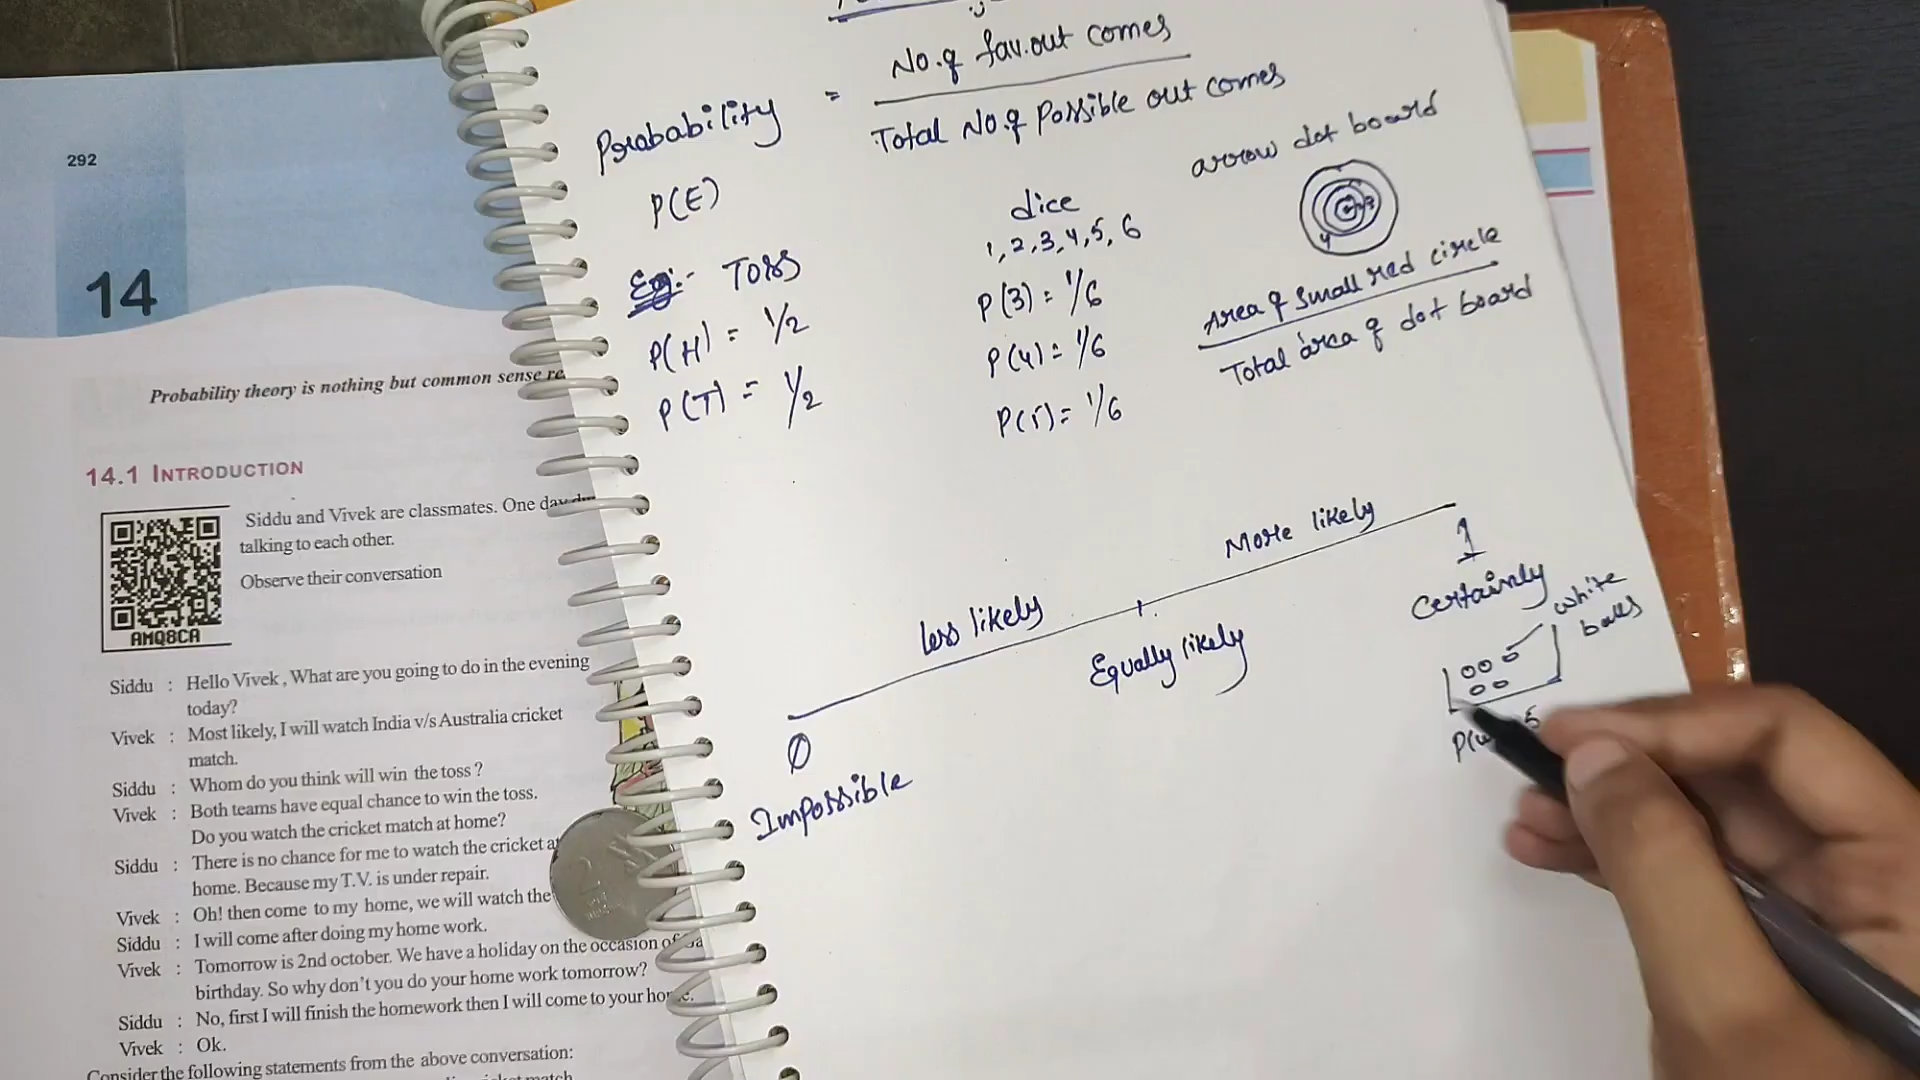 292
14
Probability theory is nothing but common sense re
14.1 INTRODUCTION
Siddu and Vivek are classmates. One day
talking to each other.
Observe their conversation
AMQ8CA
Siddu : Hello Vivek , What are you going to do in the evening
today?
Vivek : Most likely, I will watch India v/s Australia cricket
match.
Siddu : Whom do you think will win the toss ?
Vivek : Both teams have equal chance to win the toss.
Do you watch the cricket match at home?
Siddu : There is no chance for me to watch the cricket at
home. Because my T.V. is under repair.
Vivek : Oh! then come to my home, we will watch the
Siddu : I will come after doing my home work.
Vivek : Tomorrow is 2nd october. We have a holiday on the occasion of
birthday. So why don't you do your home work tomorrow?
Siddu : No, first I will finish the homework then I will come to your home.
Vivek : Ok.
Consider the following statements from the above conversation:
No. of fav. out comes
Probability =
Total No. of possible out comes
P(E)
Eg:- Toss
P(H) = 1/2
P(T) = 1/2
dice
1, 2, 3, 4, 5, 6
P(3) = 1/6
P(4) = 1/6
P(5) = 1/6
arrow dot board
4
Area of small red circle
Total area of dot board
less likely
More likely
Equally likely
0
Impossible
1
Certainly
white
balls
P(w
5
2